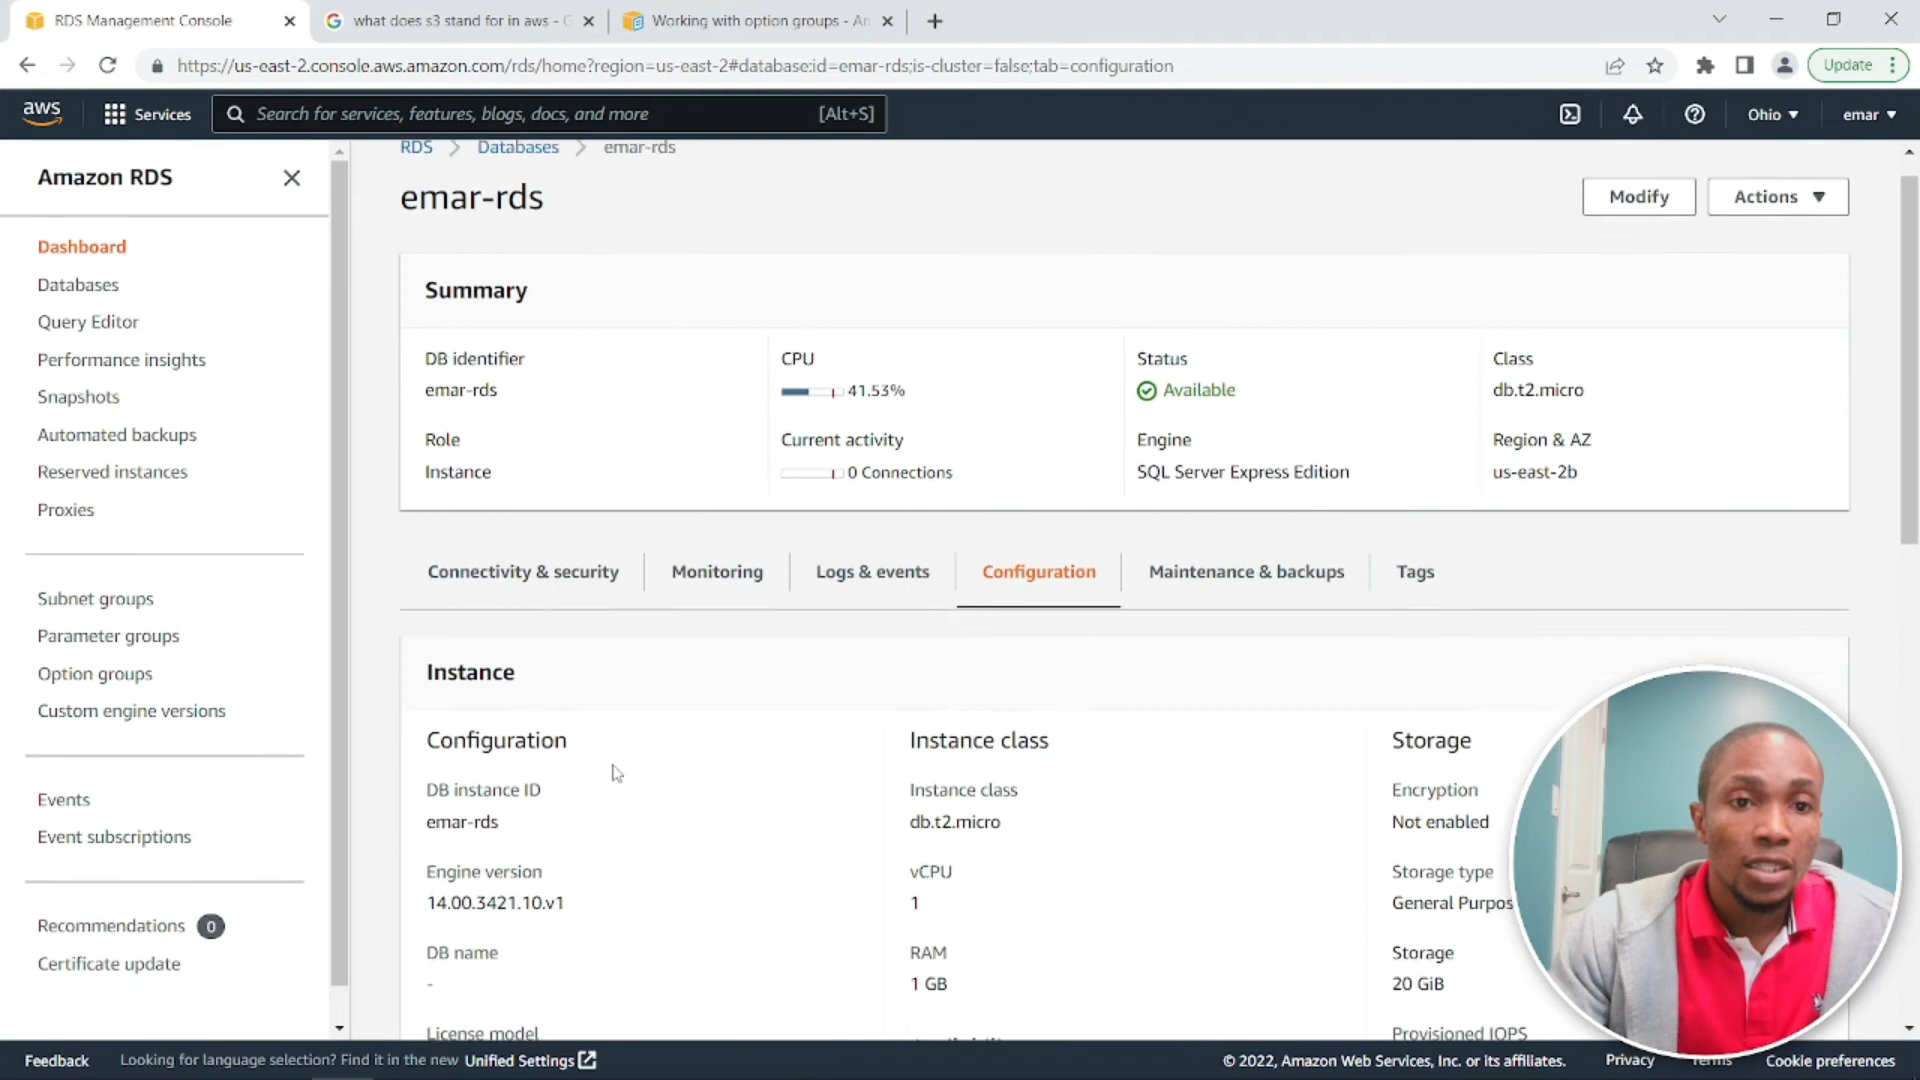 RDS Management Console
what does s3 stand for in aws - G
Working with option groups - Am
https://us-east-2.console.aws.amazon.com/rds/home?region=us-east-2#database:id=emar-rds;is-cluster=false;tab=configuration
Update
aws
Services
Search for services, features, blogs, docs, and more
[Alt+S]
Ohio
emar
Amazon RDS
Dashboard
Databases
Query Editor
Performance insights
Snapshots
Automated backups
Reserved instances
Proxies
Subnet groups
Parameter groups
Option groups
Custom engine versions
Events
Event subscriptions
Recommendations 0
Certificate update
RDS
Databases
emar-rds
emar-rds
Modify
Actions
Summary
DB identifier
emar-rds
CPU
41.53%
Status
Available
Class
db.t2.micro
Role
Instance
Current activity
0 Connections
Engine
SQL Server Express Edition
Region & AZ
us-east-2b
Connectivity & security
Monitoring
Logs & events
Configuration
Maintenance & backups
Tags
Instance
Configuration
DB instance ID
emar-rds
Engine version
14.00.3421.10.v1
DB name
-
License model
Instance class
Instance class
db.t2.micro
vCPU
1
RAM
1 GB
Storage
Encryption
Not enabled
Storage type
General Purpos
Storage
20 GiB
Provisioned IOPS
Feedback
Looking for language selection? Find it in the new Unified Settings
© 2022, Amazon Web Services, Inc. or its affiliates.
Privacy
Terms
Cookie preferences